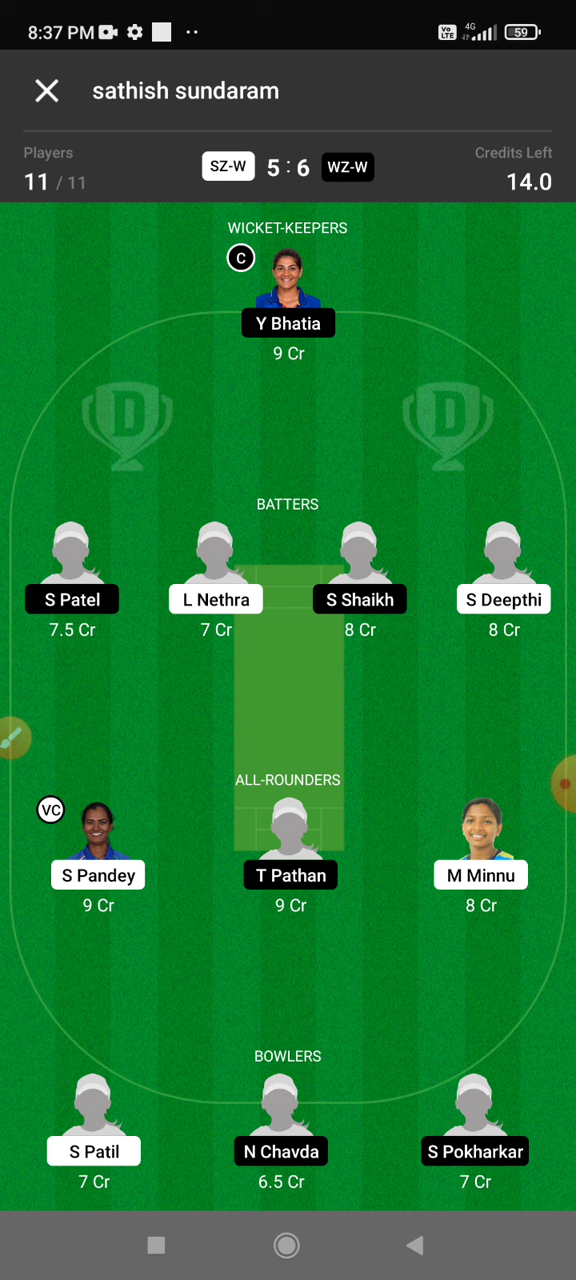 8:37 PM
Vo LTE 4G 59
sathish sundaram
Players
11 / 11
SZ-W 5 : 6 WZ-W
Credits Left
14.0
WICKET-KEEPERS
C
Y Bhatia
9 Cr
D D
BATTERS
S Patel L Nethra S Shaikh S Deepthi
7.5 Cr 7 Cr 8 Cr 8 Cr
ALL-ROUNDERS
VC
S Pandey T Pathan M Minnu
9 Cr 9 Cr 8 Cr
BOWLERS
S Patil N Chavda S Pokharkar
7 Cr 6.5 Cr 7 Cr